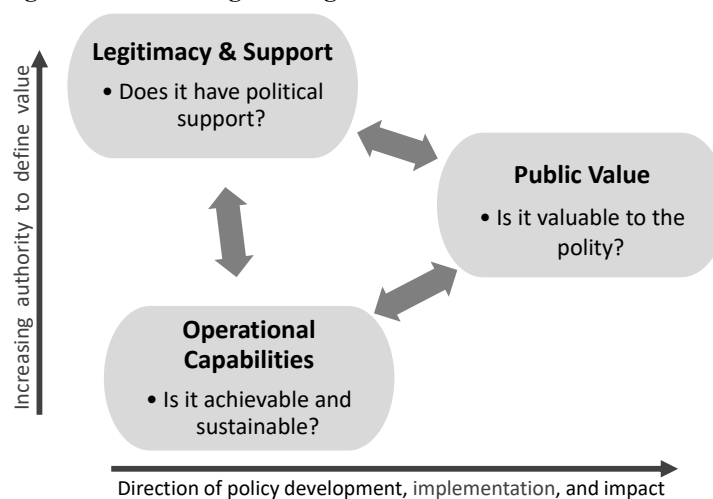 Legitimacy & Support
• Does it have political
support?
Public Value
• Is it valuable to the
polity?
Operational
Capabilities
• Is it achievable and
sustainable?
Increasing authority to define value
Direction of policy development, implementation, and impact